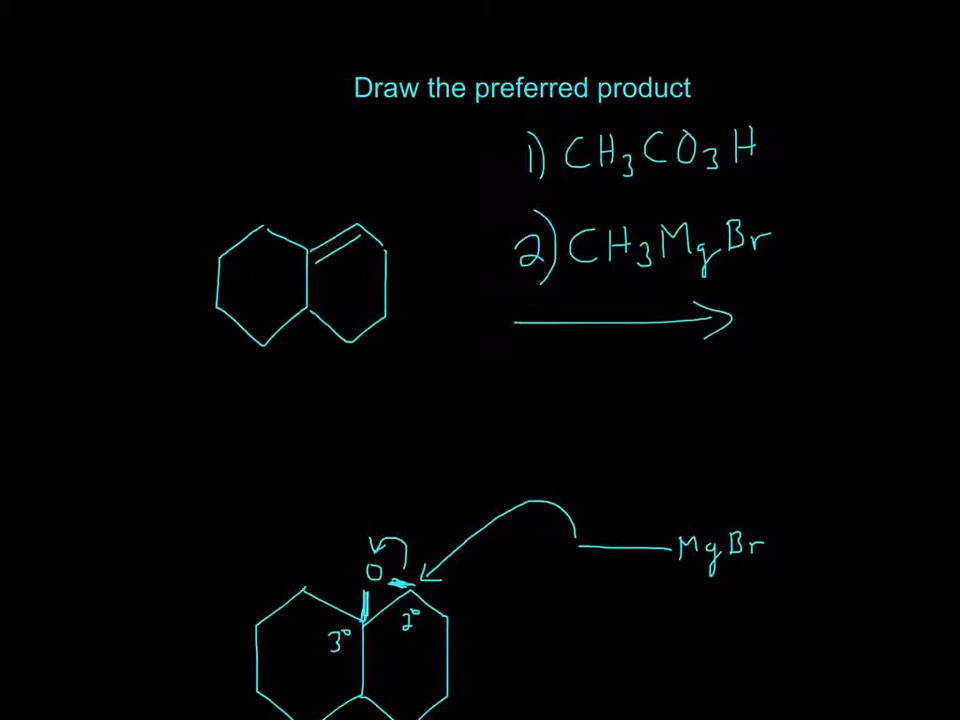 Draw the preferred product
1) CH3CO3H
2) CH3MgBr
O
MgBr
3° 2°